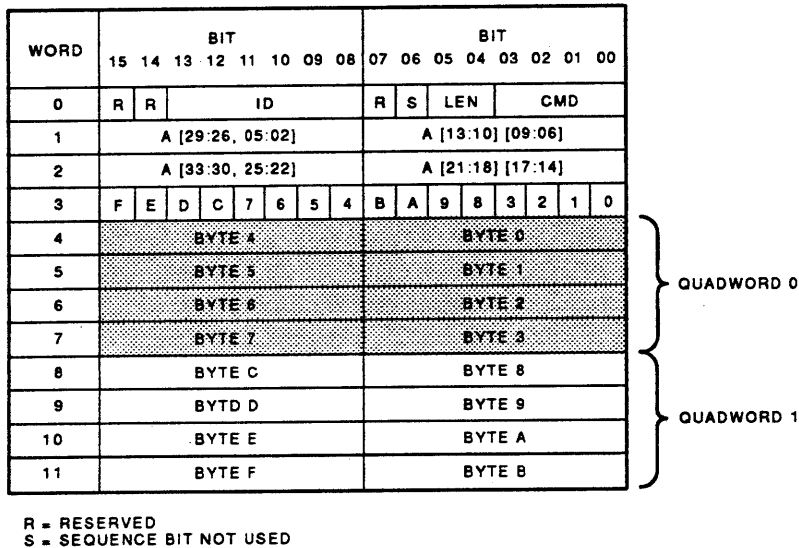 WORD BIT BIT
15 14 13 12 11 10 09 08 07 06 05 04 03 02 01 00
0 R R ID R S LEN CMD
1 A [29:26, 05:02] A [13:10] [09:06]
2 A [33:30, 25:22] A [21:18] [17:14]
3 F E D C 7 6 5 4 B A 9 8 3 2 1 0
4 BYTE 4 BYTE 0
5 BYTE 5 BYTE 1
6 BYTE 6 BYTE 2
7 BYTE 7 BYTE 3
QUADWORD 0
8 BYTE C BYTE 8
9 BYTD D BYTE 9
10 BYTE E BYTE A
11 BYTE F BYTE B
QUADWORD 1
R = RESERVED
S = SEQUENCE BIT NOT USED